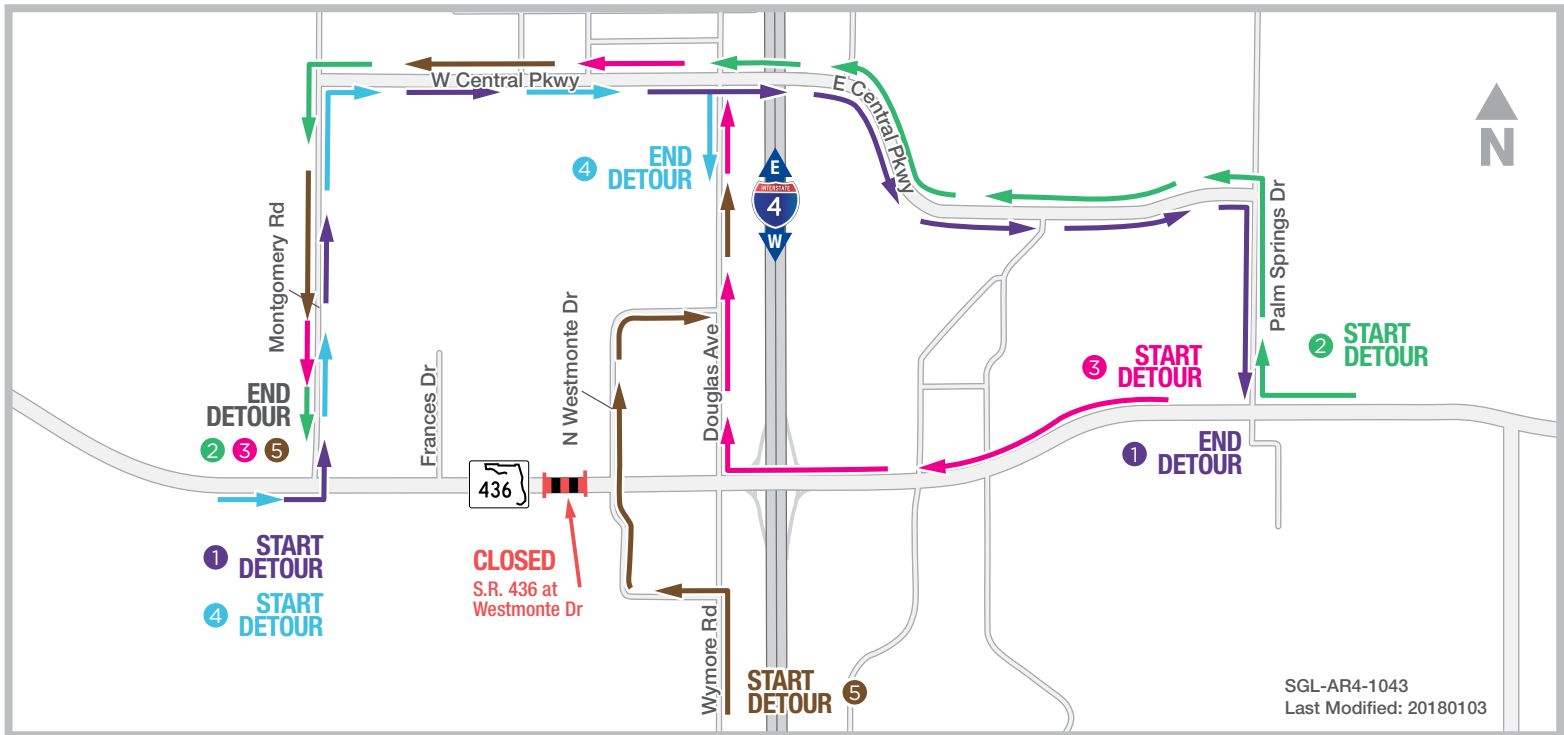 W Central Pkwy
E Central Pkwy
N
4
END
DETOUR
E
INTERSTATE
4
W
Montgomery Rd
Palm Springs Dr
N Westmonte Dr
Douglas Ave
Frances Dr
2
START
DETOUR
3
START
DETOUR
END
DETOUR
2 3 5
1
END
DETOUR
436
1
START
DETOUR
CLOSED
S.R. 436 at
Westmonte Dr
4
START
DETOUR
Wymore Rd
START
DETOUR
5
SGL-AR4-1043
Last Modified: 20180103